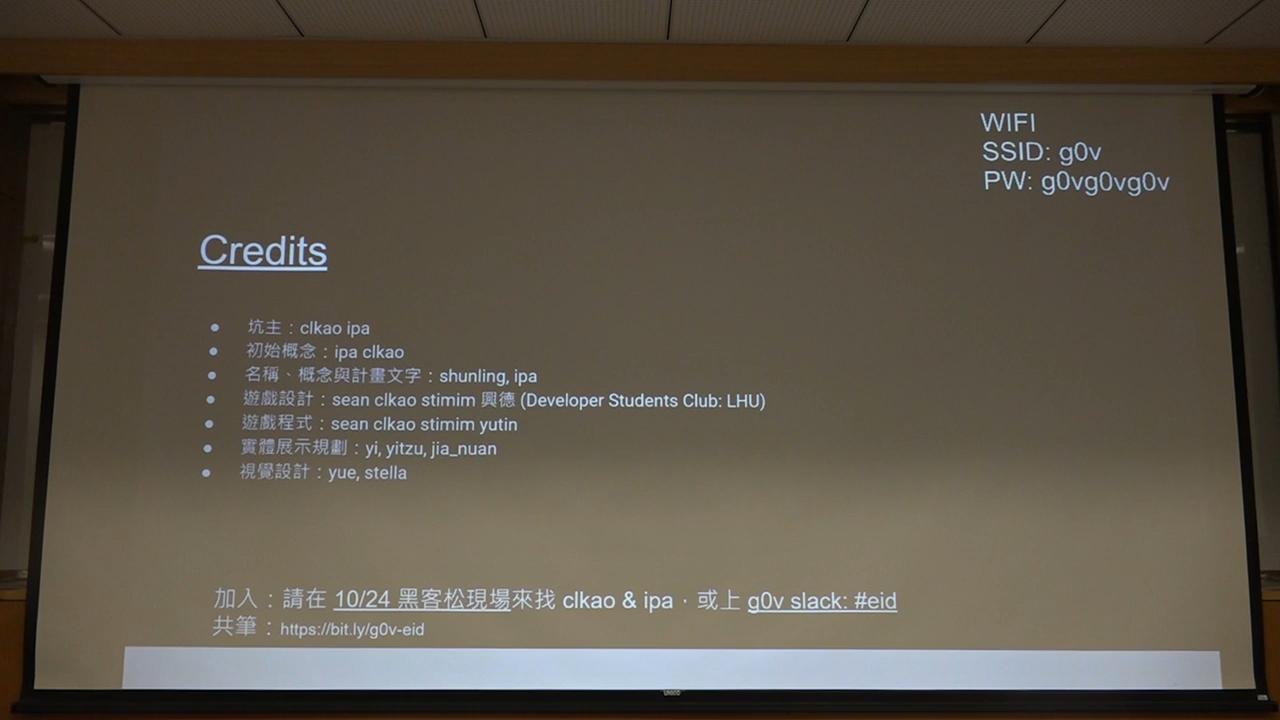 WIFI
SSID: g0v
PW: g0vg0vg0v
Credits
● 坑主：clkao ipa
● 初始概念：ipa clkao
● 名稱、概念與計畫文字：shunling, ipa
● 遊戲設計：sean clkao stimim 興德 (Developer Students Club: LHU)
● 遊戲程式：sean clkao stimim yutin
● 實體展示規劃：yi, yitzu, jia_nuan
● 視覺設計：yue, stella
加入：請在 10/24 黑客松現場來找 clkao & ipa，或上 g0v slack: #eid
共筆：https://bit.ly/g0v-eid